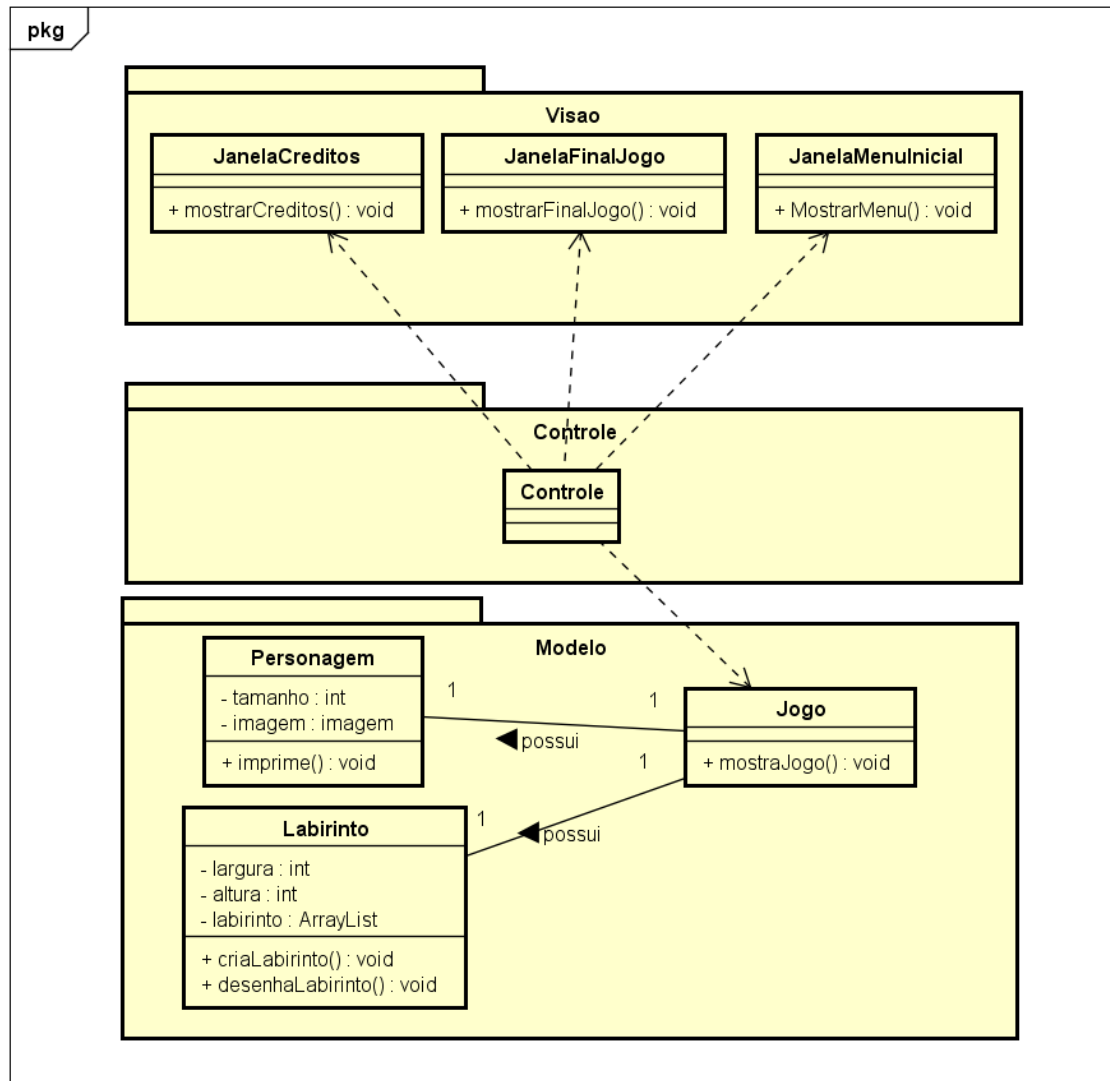 pkg
Visao
JanelaCreditos
+ mostrarCreditos() : void
JanelaFinalJogo
+ mostrarFinalJogo() : void
JanelaMenuInicial
+ MostrarMenu() : void
Controle
Controle
Modelo
Personagem
- tamanho : int
- imagem : imagem
+ imprime() : void
1
1
possui
Jogo
+ mostraJogo() : void
1
1
possui
Labirinto
- largura : int
- altura : int
- labirinto : ArrayList
+ criaLabirinto() : void
+ desenhaLabirinto() : void